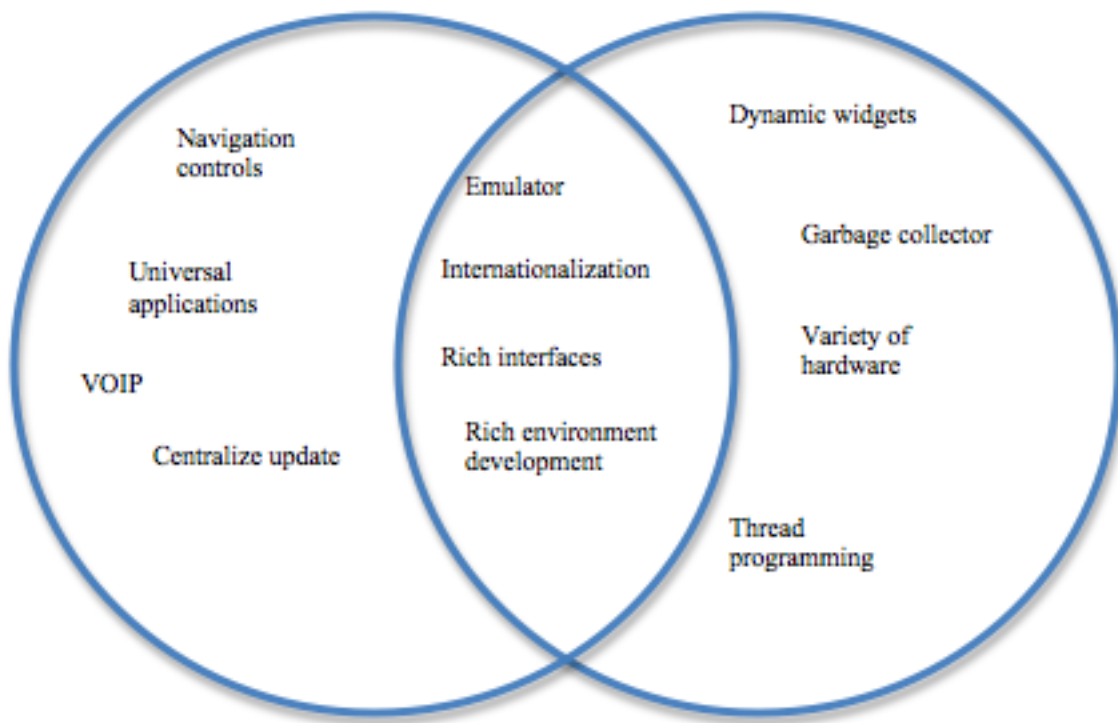 Navigation
controls
Universal
applications
VOIP
Centralize update
Emulator
Internationalization
Rich interfaces
Rich environment
development
Dynamic widgets
Garbage collector
Variety of
hardware
Thread
programming